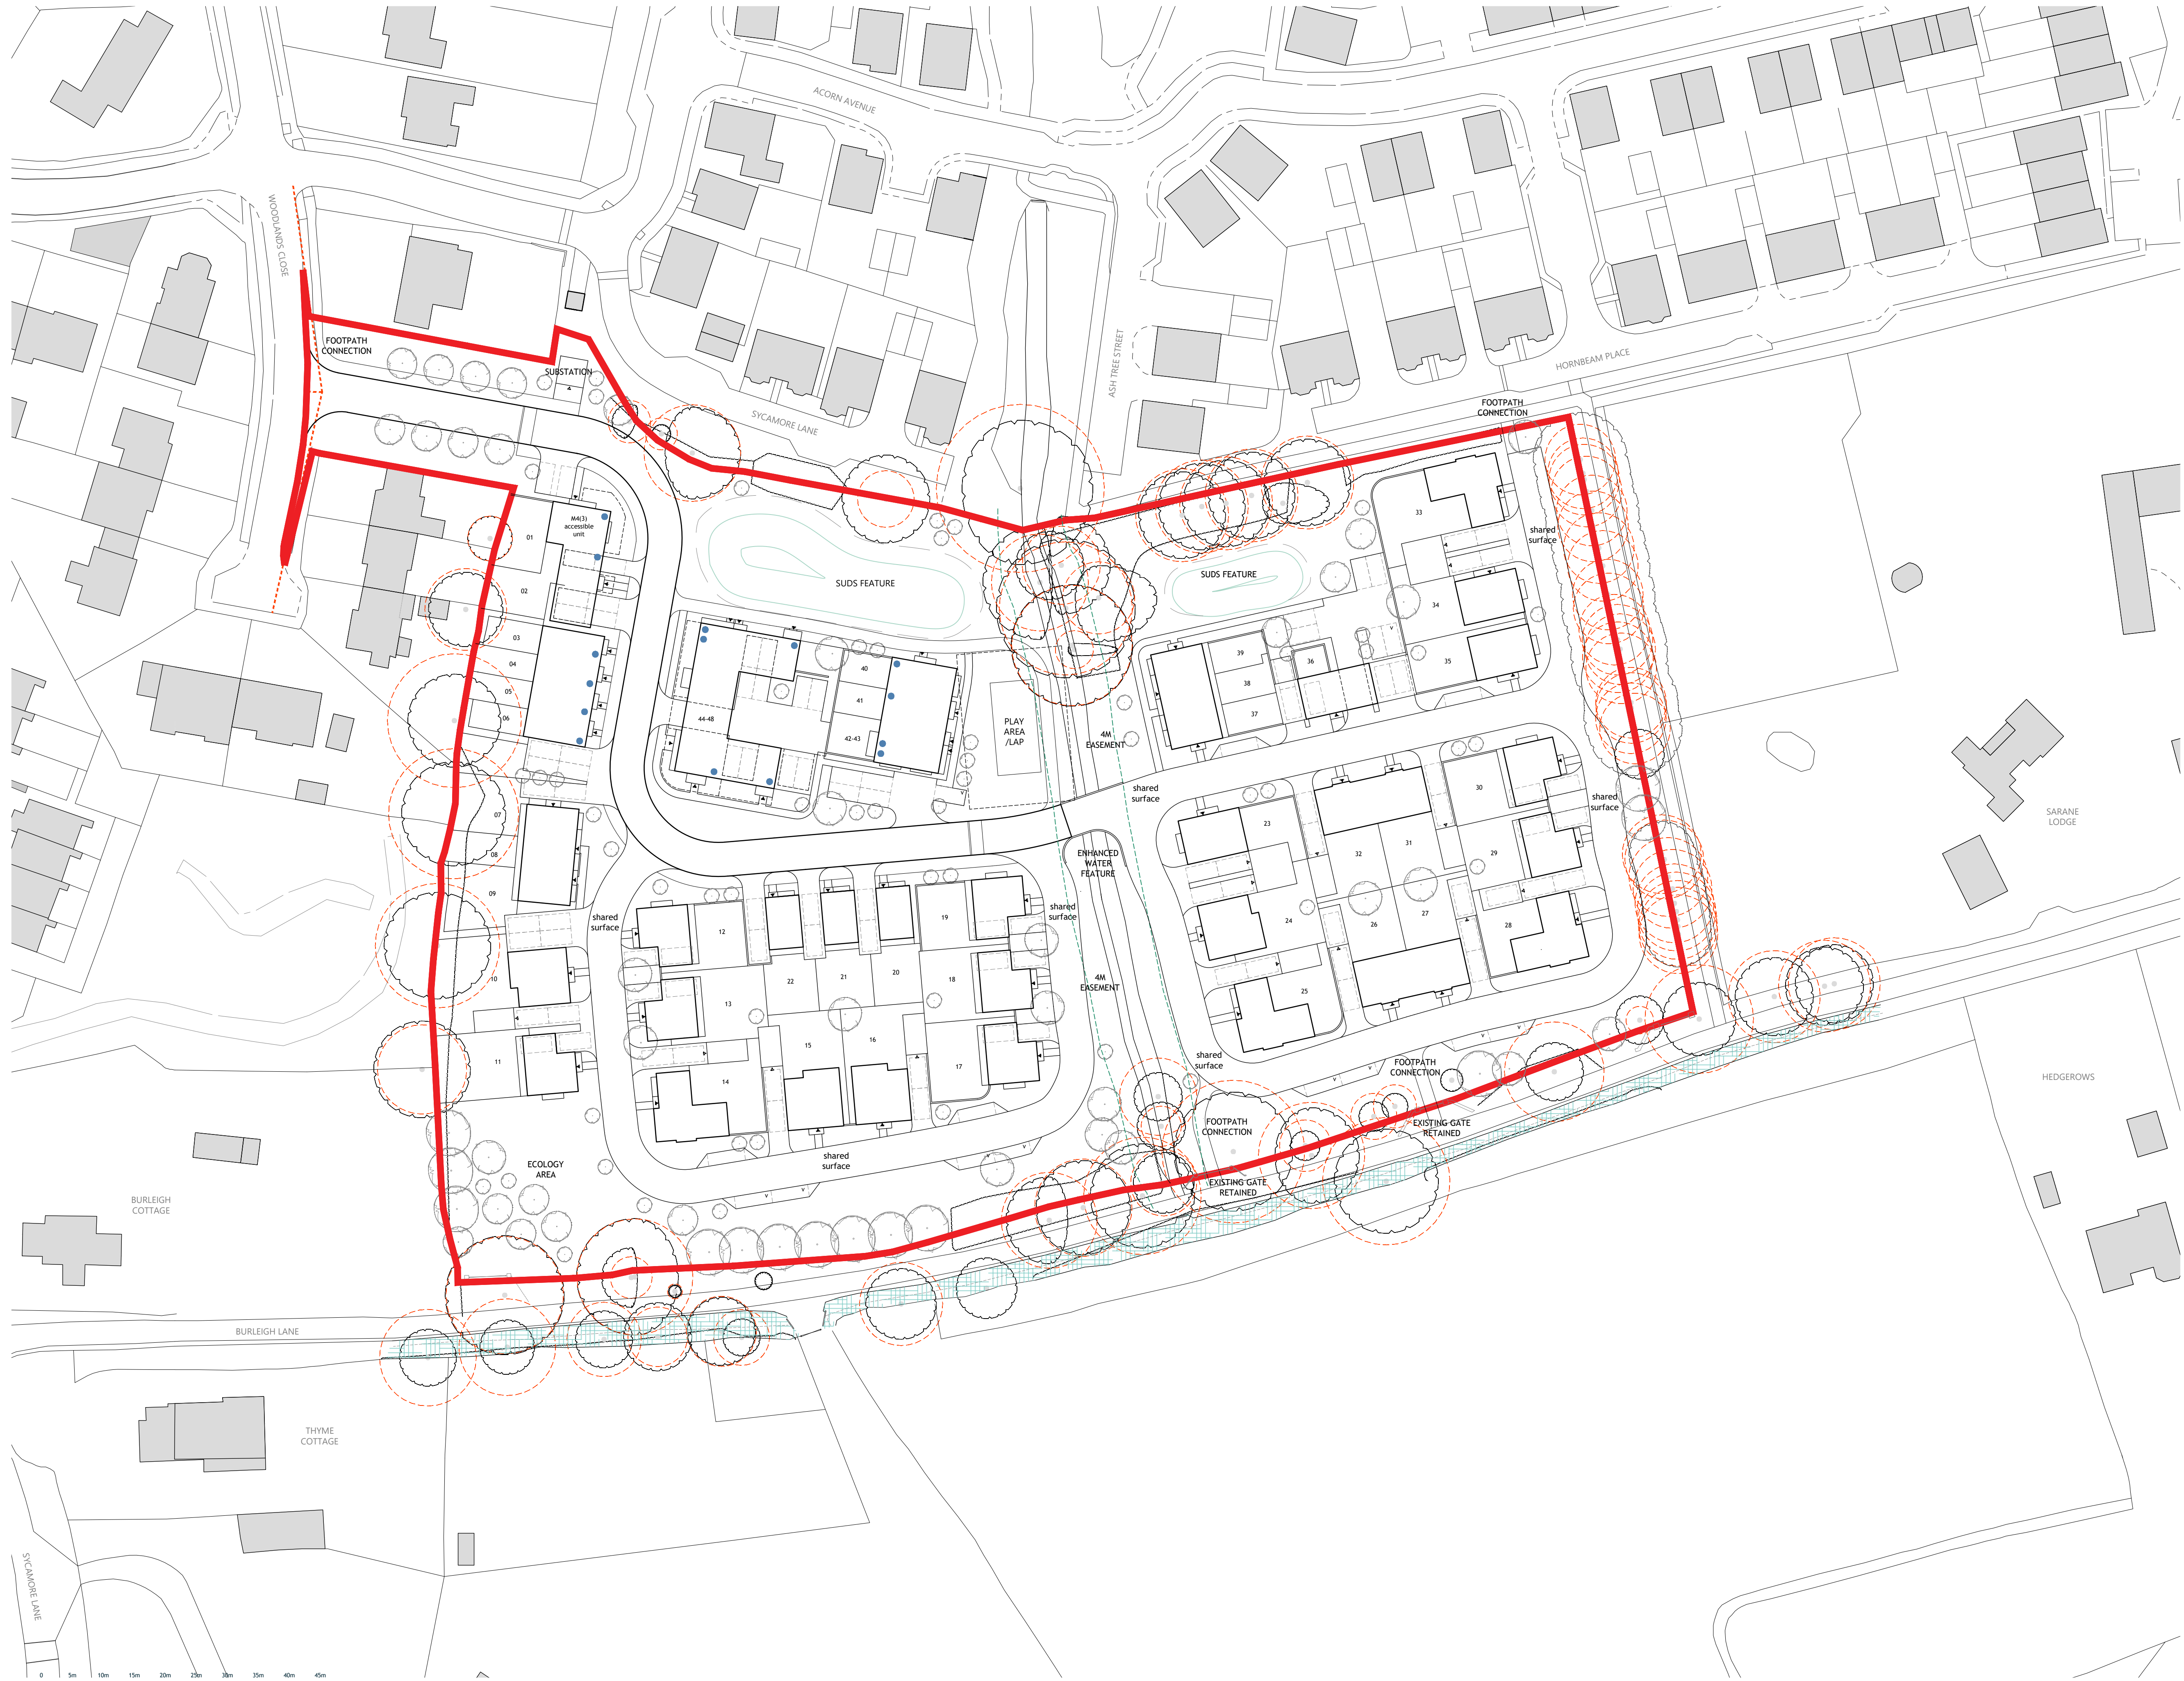 ACORN AVENUE
WOODLANDS CLOSE
FOOTPATH
CONNECTION
SUBSTATION
SYCAMORE LANE
ASH TREE STREET
HORNBEAM PLACE
FOOTPATH
CONNECTION
M4(3)
accessible
unit
01
02
03
04
05
06
07
08
09
10
11
SUDS FEATURE
SUDS FEATURE
33
shared
surface
34
35
36
39
38
37
40
41
42-43
44-48
PLAY
AREA
/LAP
4M
EASEMENT
shared
surface
30
shared
surface
23
31
32
29
24
26
27
28
25
ENHANCED
WATER
FEATURE
shared
surface
shared
surface
12
19
13
22
21
20
18
15
16
17
14
4M
EASEMENT
shared
surface
FOOTPATH
CONNECTION
FOOTPATH
CONNECTION
EXISTING GATE
RETAINED
EXISTING GATE
RETAINED
shared
surface
ECOLOGY
AREA
SARANE
LODGE
HEDGEROWS
BURLEIGH
COTTAGE
BURLEIGH LANE
THYME
COTTAGE
SYCAMORE LANE
0 5m 10m 15m 20m 25m 30m 35m 40m 45m